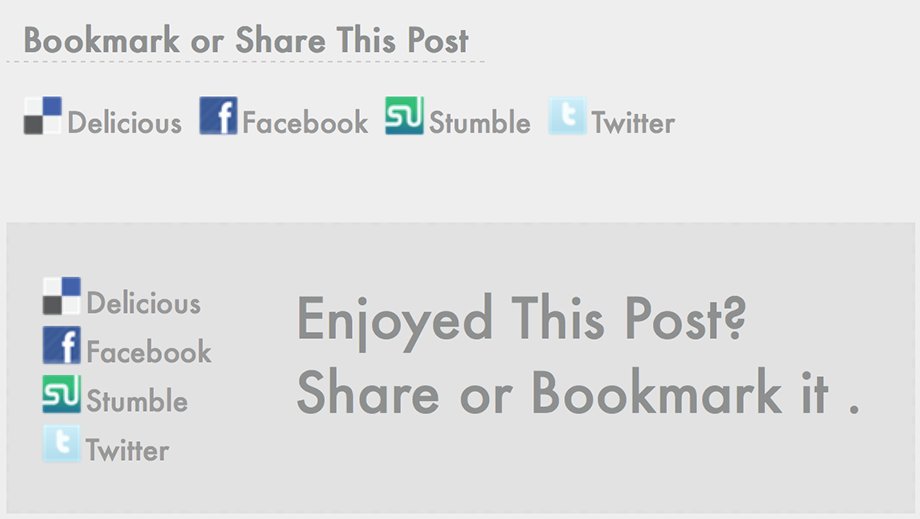 Bookmark or Share This Post
Delicious Facebook Stumble Twitter
Delicious
Facebook
Stumble
Twitter
Enjoyed This Post?
Share or Bookmark it .